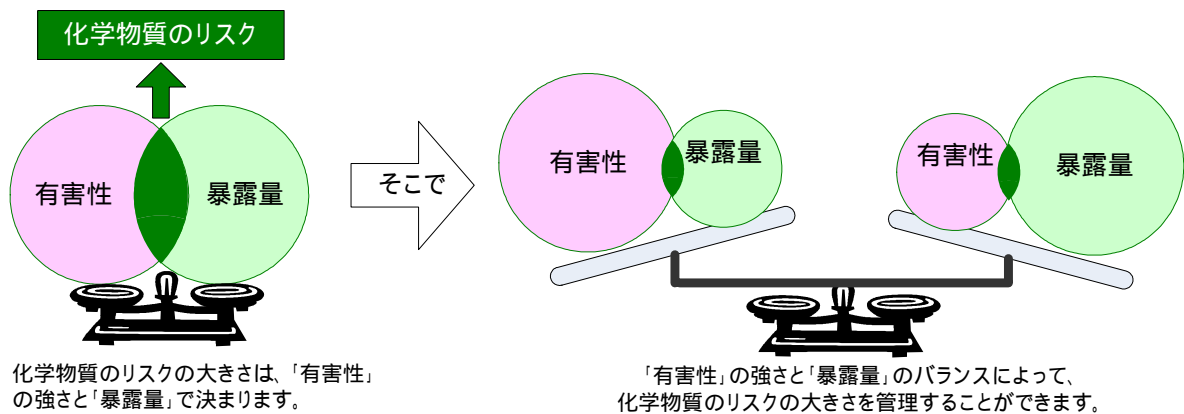 化学物質のリスク
有害性
暴露量
そこで
有害性
暴露量
有害性
暴露量
化学物質のリスクの大きさは、「有害性」
の強さと「暴露量」で決まります。
「有害性」の強さと「暴露量」のバランスによって、
化学物質のリスクの大きさを管理することができます。